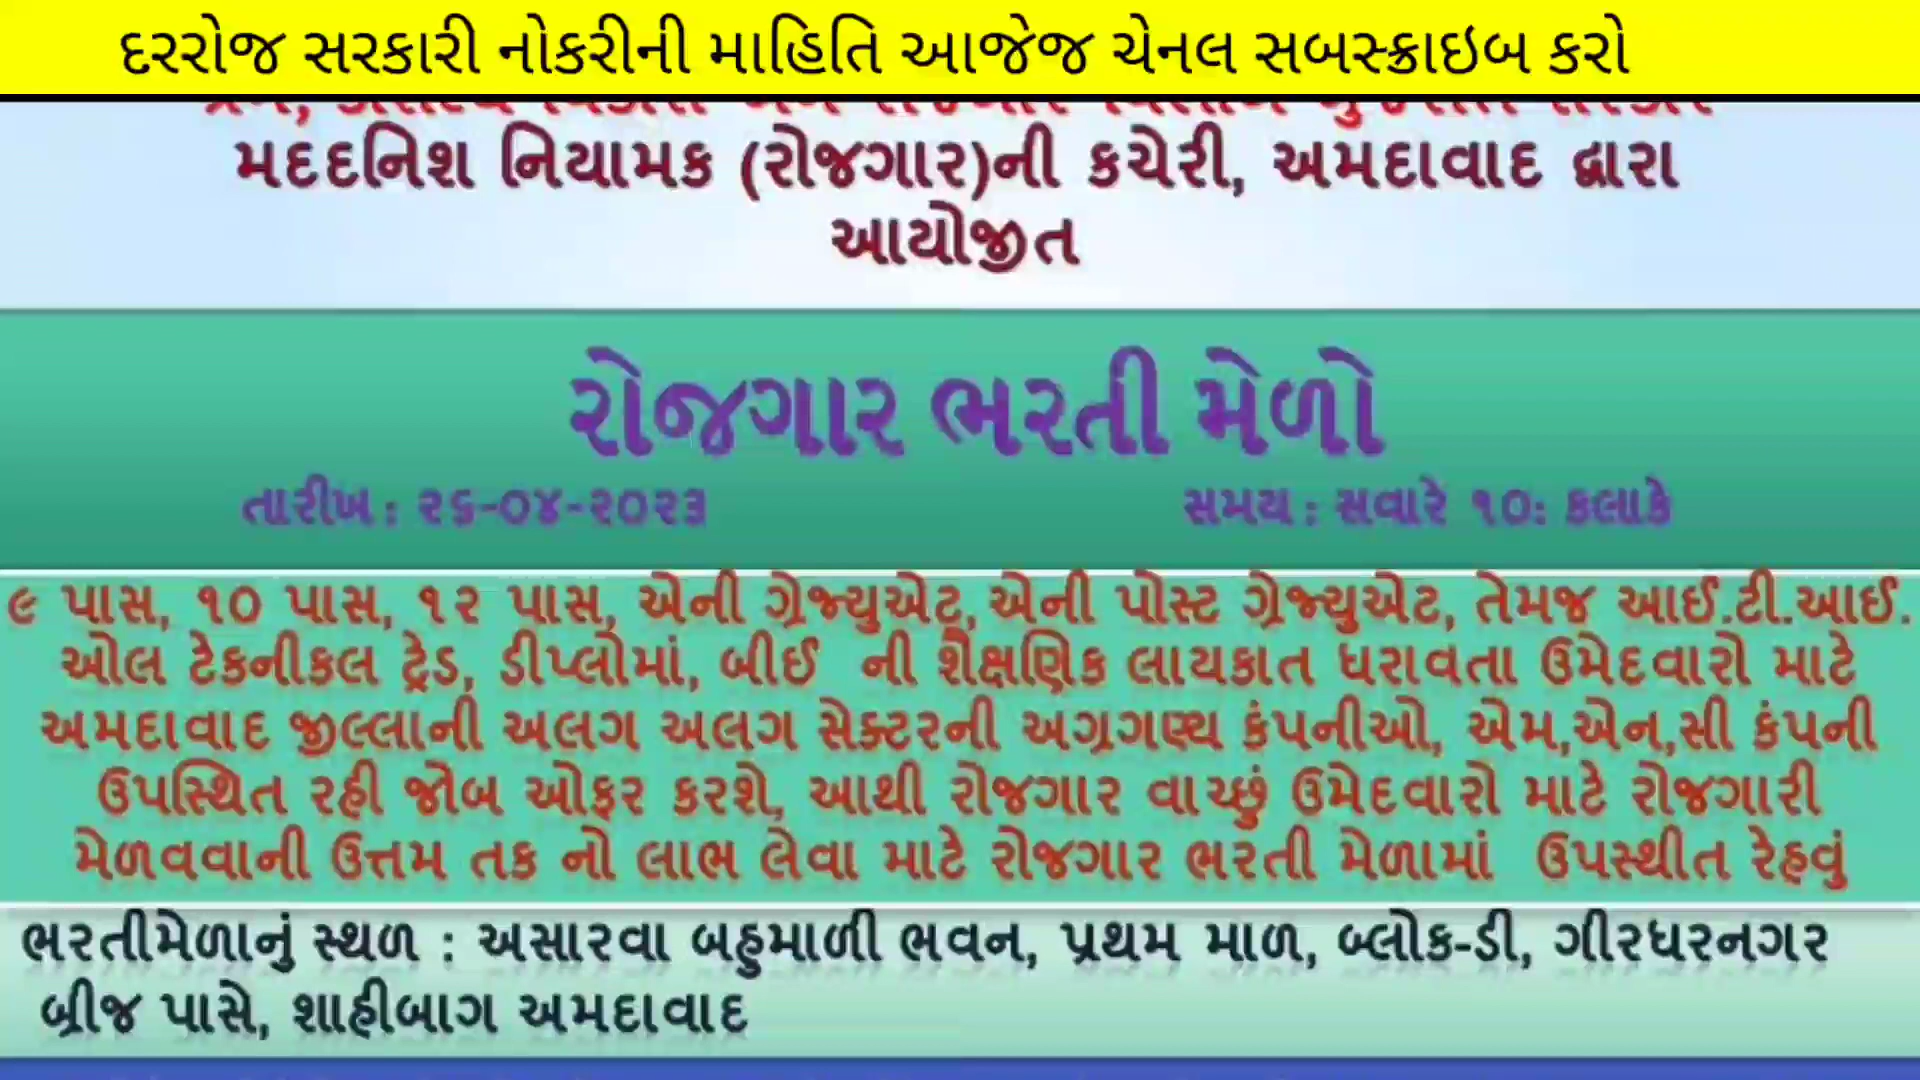 દરરોજ સરકારી નોકરીની માહિતિ આજેજ ચેનલ સબસ્ક્રાઇબ કરો
મદદનિશ નિયામક (રોજગાર)ની કચેરી, અમદાવાદ દ્વારા
આયોજીત
રોજગાર ભરતી મેળો
તારીખ : ૨૬-૦૪-૨૦૨૩ સમય : સવારે ૧૦: કલાકે
૯ પાસ, ૧૦ પાસ, ૧૨ પાસ, એની ગ્રેજ્યુએટ, એની પોસ્ટ ગ્રેજ્યુએટ, તેમજ આઈ.ટી.આઈ.
ઓલ ટેકનીકલ ટ્રેડ, ડીપ્લોમાં, બીઈ ની શૈક્ષણિક લાયકાત ધરાવતા ઉમેદવારો માટે
અમદાવાદ જીલ્લાની અલગ અલગ સેક્ટરની અગ્રગણ્ય કંપનીઓ, એમ,એન,સી કંપની
ઉપસ્થિત રહી જોબ ઓફર કરશે, આથી રોજગાર વાચ્છું ઉમેદવારો માટે રોજગારી
મેળવવાની ઉત્તમ તક નો લાભ લેવા માટે રોજગાર ભરતી મેળામાં ઉપસ્થીત રેહવું
ભરતીમેળાનું સ્થળ : અસારવા બહુમાળી ભવન, પ્રથમ માળ, બ્લોક-ડી, ગીરધરનગર
બ્રીજ પાસે, શાહીબાગ અમદાવાદ